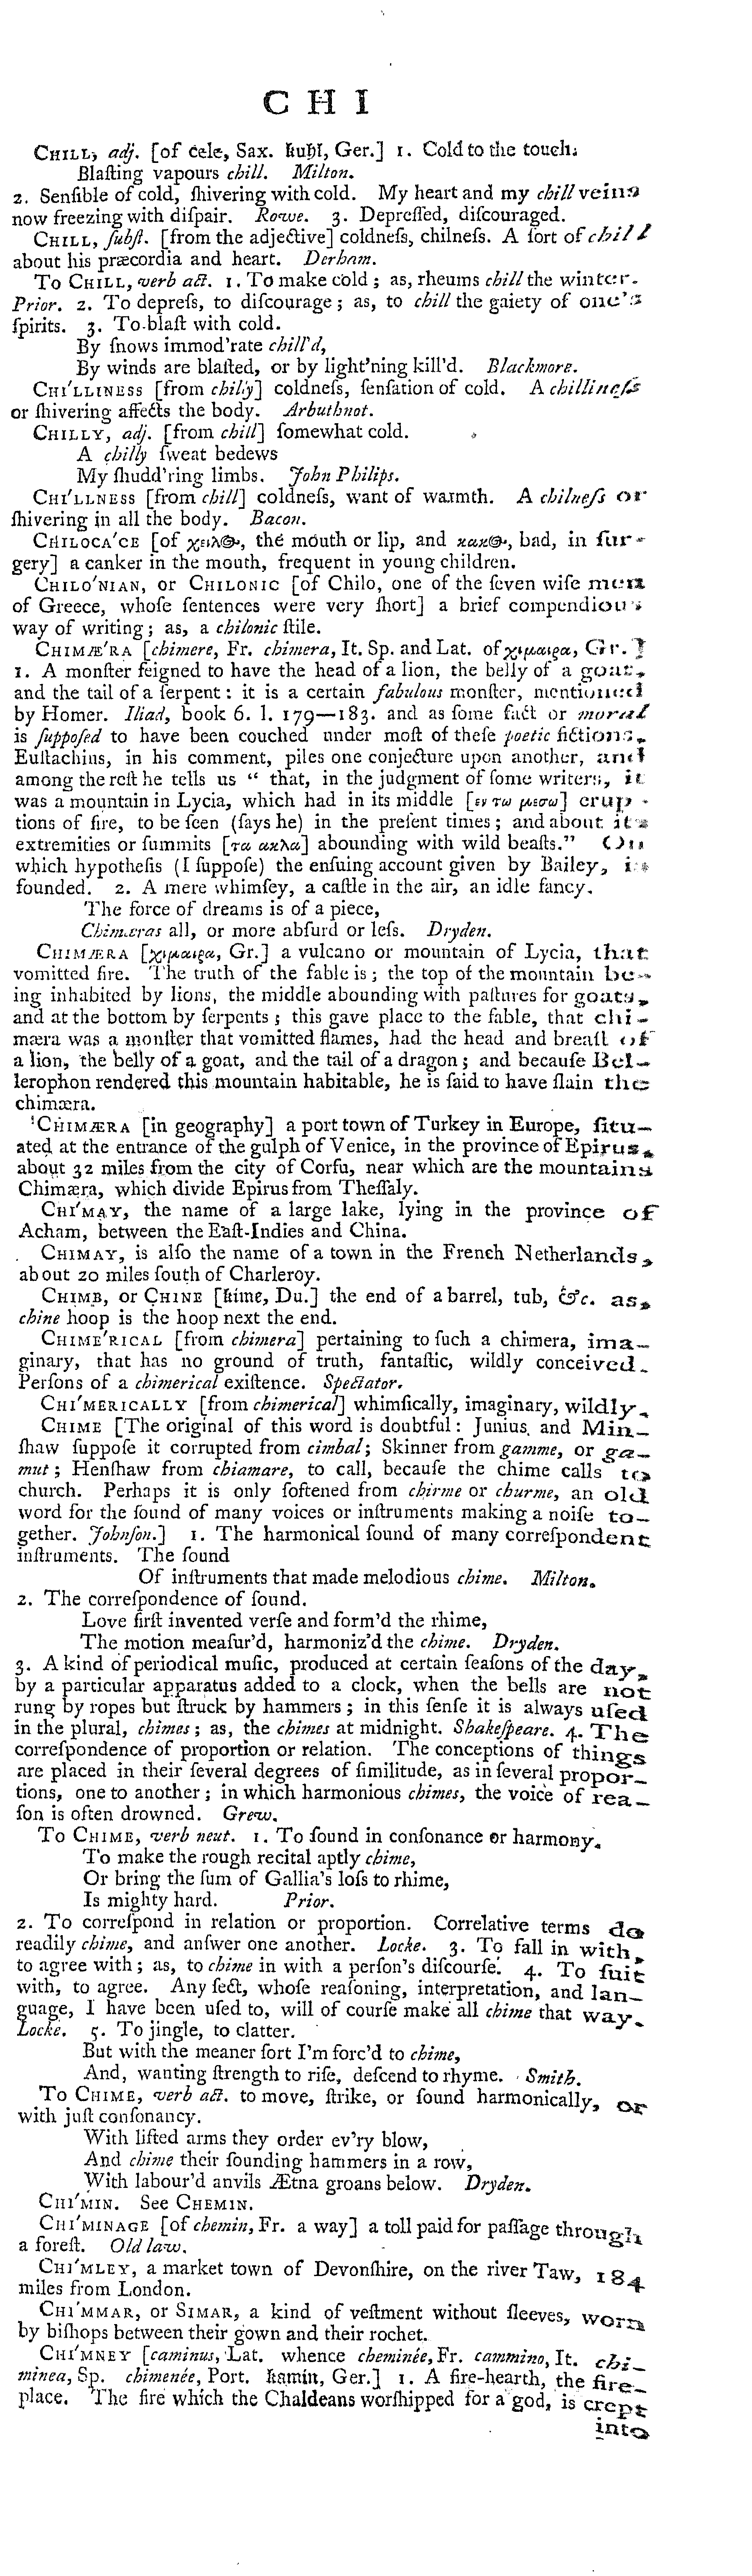 C H I
CHILL, adj. [of cele, Sax. kuhl, Ger.] 1. Cold to the touch.
Blaſting vapours chill. Milton.
2. Senſible of cold, ſhivering with cold. My heart and my chill veins
now freezing with diſpair. Rowe. 3. Depreſſed, diſcouraged.
CHILL, ſubſt. [from the adjective] coldneſs, chilneſs. A ſort of chill
about his præcordia and heart. Derham.
To CHILL, verb act. 1. To make cold; as, rheums chill the winter.
Prior. 2. To depreſs, to diſcourage; as, to chill the gaiety of one's
ſpirits. 3. To blaſt with cold.
By ſnows immod'rate chill'd,
By winds are blaſted, or by light'ning kill'd. Blackmore.
CHI'LLINESS [from chilly] coldneſs, ſenſation of cold. A chillineſs
or ſhivering affects the body. Arbuthnot.
CHILLY, adj. [from chill] ſomewhat cold.
A chilly ſweat bedews
My ſhudd'ring limbs. John Philips.
CHI'LLNESS [from chill] coldneſs, want of warmth. A chilneſs or
ſhivering in all the body. Bacon.
CHILOCA'CE [of χειλος, the mouth or lip, and κακος, bad, in ſur-
gery] a canker in the mouth, frequent in young children.
CHILO'NIAN, or CHILONIC [of Chilo, one of the ſeven wiſe men
of Greece, whoſe ſentences were very ſhort] a brief compendious
way of writing; as, a chilonic ſtile.
CHIMÆ'RA [chimere, Fr. chimera, It. Sp. and Lat. of χιμαιρα, Gr.]
1. A monſter feigned to have the head of a lion, the belly of a goat,
and the tail of a ſerpent: it is a certain fabulous monſter, mentioned
by Homer. Iliad, book 6. l. 179—183. and as ſome fact or moral
is ſuppoſed to have been couched under moſt of theſe poetic fictions,
Euſtachius, in his comment, piles one conjecture upon another, and
among the reſt he tells us “ that, in the judgment of ſome writers, it
was a mountain in Lycia, which had in its middle [εν τω μεσω] erup-
tions of fire, to be ſeen (ſays he) in the preſent times; and about its
extremities or ſummits [τα ακλα] abounding with wild beaſts.” On
which hypotheſis (I ſuppoſe) the enſuing account given by Bailey, is
founded. 2. A mere whimſey, a caſtle in the air, an idle fancy.
The force of dreams is of a piece,
Chimæras all, or more abſurd or leſs. Dryden.
CHIMÆRA [χιμαιρα, Gr.] a vulcano or mountain of Lycia, that
vomitted fire. The truth of the fable is; the top of the mountain be-
ing inhabited by lions, the middle abounding with paſtures for goats,
and at the bottom by ſerpents; this gave place to the fable, that chi-
mæra was a monſter that vomitted flames, had the head and breaſt of
a lion, the belly of a goat, and the tail of a dragon; and becauſe Bel-
lerophon rendered this mountain habitable, he is ſaid to have ſlain the
chimæra.
CHIMÆRA [in geography] a port town of Turkey in Europe, ſitu-
ated at the entrance of the gulph of Venice, in the province of Epirus,
about 32 miles from the city of Corfu, near which are the mountains
Chimæra, which divide Epirus from Theſſaly.
CHI'MAY, the name of a large lake, lying in the province of
Acham, between the Eaſt-Indies and China.
CHIMAY, is alſo the name of a town in the French Netherlands,
about 20 miles ſouth of Charleroy.
CHIMB, or CHINE [kime, Du.] the end of a barrel, tub, &c. as,
chine hoop is the hoop next the end.
CHIME'RICAL [from chimera] pertaining to ſuch a chimera, ima-
ginary, that has no ground of truth, fantaſtic, wildly conceived.
Perſons of a chimerical exiſtence. Spectator.
CHI'MERICALLY [from chimerical] whimſically, imaginary, wildly.
CHIME [The original of this word is doubtful: Junius, and Min-
ſhaw ſuppoſe it corrupted from cimbal; Skinner from gamme, or ga-
mut; Henſhaw from chiamare, to call, becauſe the chime calls to
church. Perhaps it is only ſoftened from chirme or churme, an old
word for the ſound of many voices or inſtruments making a noiſe to-
gether. Johnſon.] 1. The harmonical ſound of many correſpondent
inſtruments. The ſound
Of inſtruments that made melodious chime. Milton.
2. The correſpondence of ſound.
Love firſt invented verſe and form'd the rhime,
The motion meaſur'd, harmoniz'd the chime. Dryden.
3. A kind of periodical muſic, produced at certain ſeaſons of the day,
by a particular apparatus added to a clock, when the bells are not
rung by ropes but ſtruck by hammers; in this ſenſe it is always uſed
in the plural, chimes; as, the chimes at midnight. Shakeſpeare. 4. The
correſpondence of proportion or relation. The conceptions of things
are placed in their ſeveral degrees of ſimilitude, as in ſeveral propor-
tions, one to another; in which harmonious chimes, the voice of rea-
ſon is often drowned. Grew.
To CHIME, verb neut. 1. To ſound in conſonance or harmony.
To make the rough recital aptly chime,
Or bring the ſum of Gallia's loſs to rhime,
Is mighty hard. Prior.
2. To correſpond in relation or proportion. Correlative terms do
readily chime, and anſwer one another. Locke. 3. To fall in with,
to agree with; as, to chime in with a perſon's diſcourſe. 4. To ſuit
with, to agree. Any ſect, whoſe reaſoning, interpretation, and lan-
guage, I have been uſed to, will of courſe make all chime that way.
Locke. 5. To jingle, to clatter.
But with the meaner ſort I'm forc'd to chime,
And, wanting ſtrength to riſe, deſcend to rhyme. Smith.
To CHIME, verb act. to move, ſtrike, or ſound harmonically, or
with juſt conſonancy.
With lifted arms they order ev'ry blow,
And chime their ſounding hammers in a row,
With labour'd anvils Ætna groans below. Dryden.
CHI'MIN. See CHEMIN.
CHI'MINAGE [of chemin, Fr. a way] a toll paid for paſſage through
a foreſt. Old law.
CHI'MLEY, a market town of Devonſhire, on the river Taw, 184
miles from London.
CHI'MMAR, or SIMAR, a kind of veſtment without ſleeves, worn
by biſhops between their gown and their rochet.
CHI'MNEY [caminus, Lat. whence cheminée, Fr. cammino, It. chi-
minea, Sp. chimenée, Port. kamin, Ger.] 1. A fire-hearth, the fire-
place. The fire which the Chaldeans worſhipped for a god, is crept
into